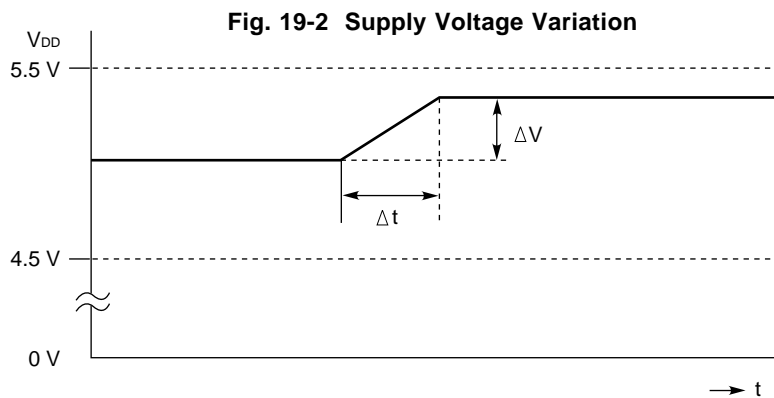 Fig. 19-2 Supply Voltage Variation
VDD
5.5 V
ΔV
Δt
4.5 V
0 V
t